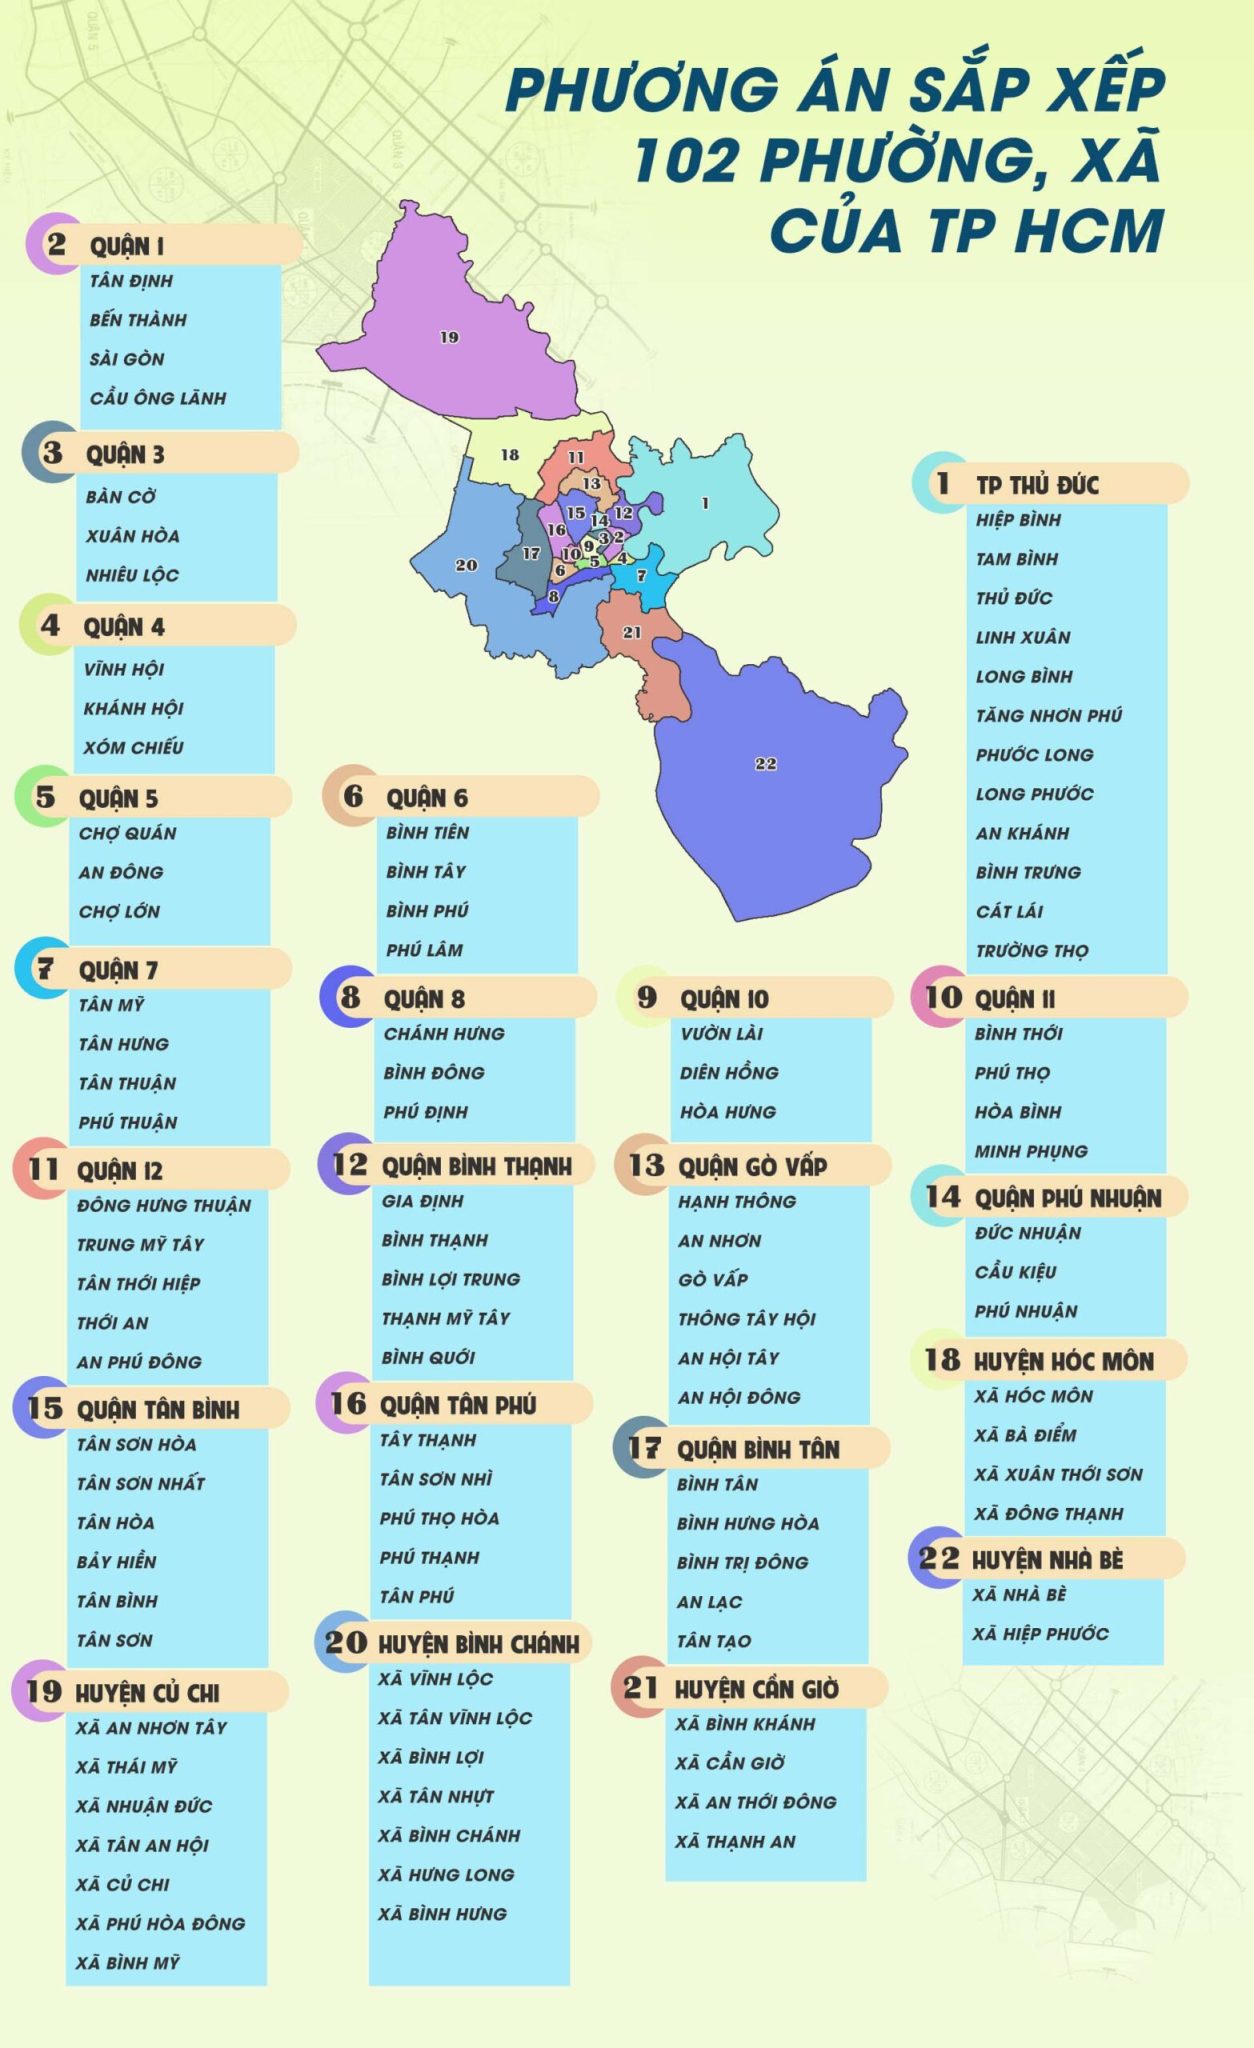 PHƯƠNG ÁN SẮP XẾP
102 PHƯỜNG, XÃ
CỦA TP HCM
2 QUẬN 1
TÂN ĐỊNH
BẾN THÀNH
SÀI GÒN
CẦU ÔNG LÃNH
3 QUẬN 3
BÀN CỜ
XUÂN HÒA
NHIÊU LỘC
4 QUẬN 4
VĨNH HỘI
KHÁNH HỘI
XÓM CHIẾU
5 QUẬN 5
CHỢ QUÁN
AN ĐÔNG
CHỢ LỚN
7 QUẬN 7
TÂN MỸ
TÂN HƯNG
TÂN THUẬN
PHÚ THUẬN
11 QUẬN 12
ĐÔNG HƯNG THUẬN
TRUNG MỸ TÂY
TÂN THỚI HIỆP
THỚI AN
AN PHÚ ĐÔNG
15 QUẬN TÂN BÌNH
TÂN SƠN HÒA
TÂN SƠN NHẤT
TÂN HÒA
BẢY HIỀN
TÂN BÌNH
TÂN SƠN
19 HUYỆN CỦ CHI
XÃ AN NHƠN TÂY
XÃ THÁI MỸ
XÃ NHUẬN ĐỨC
XÃ TÂN AN HỘI
XÃ CỦ CHI
XÃ PHÚ HÒA ĐÔNG
XÃ BÌNH MỸ
19
18
11
13
1
15
12
14
16
3
2
9
17
10
5
4
20
6
7
8
21
22
6 QUẬN 6
BÌNH TIÊN
BÌNH TÂY
BÌNH PHÚ
PHÚ LÂM
8 QUẬN 8
CHÁNH HƯNG
BÌNH ĐÔNG
PHÚ ĐỊNH
12 QUẬN BÌNH THẠNH
GIA ĐỊNH
BÌNH THẠNH
BÌNH LỢI TRUNG
THẠNH MỸ TÂY
BÌNH QUỚI
16 QUẬN TÂN PHÚ
TÂY THẠNH
TÂN SƠN NHÌ
PHÚ THỌ HÒA
PHÚ THẠNH
TÂN PHÚ
20 HUYỆN BÌNH CHÁNH
XÃ VĨNH LỘC
XÃ TÂN VĨNH LỘC
XÃ BÌNH LỢI
XÃ TÂN NHỰT
XÃ BÌNH CHÁNH
XÃ HƯNG LONG
XÃ BÌNH HƯNG
9 QUẬN 10
VƯỜN LÀI
DIÊN HỒNG
HÒA HƯNG
13 QUẬN GÒ VẤP
HẠNH THÔNG
AN NHƠN
GÒ VẤP
THÔNG TÂY HỘI
AN HỘI TÂY
AN HỘI ĐÔNG
17 QUẬN BÌNH TÂN
BÌNH TÂN
BÌNH HƯNG HÒA
BÌNH TRỊ ĐÔNG
AN LẠC
TÂN TẠO
21 HUYỆN CẦN GIỜ
XÃ BÌNH KHÁNH
XÃ CẦN GIỜ
XÃ AN THỚI ĐÔNG
XÃ THẠNH AN
1 TP THỦ ĐỨC
HIỆP BÌNH
TAM BÌNH
THỦ ĐỨC
LINH XUÂN
LONG BÌNH
TĂNG NHƠN PHÚ
PHƯỚC LONG
LONG PHƯỚC
AN KHÁNH
BÌNH TRƯNG
CÁT LÁI
TRƯỜNG THỌ
10 QUẬN 11
BÌNH THỚI
PHÚ THỌ
HÒA BÌNH
MINH PHỤNG
14 QUẬN PHÚ NHUẬN
ĐỨC NHUẬN
CẦU KIỆU
PHÚ NHUẬN
18 HUYỆN HÓC MÔN
XÃ HÓC MÔN
XÃ BÀ ĐIỂM
XÃ XUÂN THỚI SƠN
XÃ ĐÔNG THẠNH
22 HUYỆN NHÀ BÈ
XÃ NHÀ BÈ
XÃ HIỆP PHƯỚC